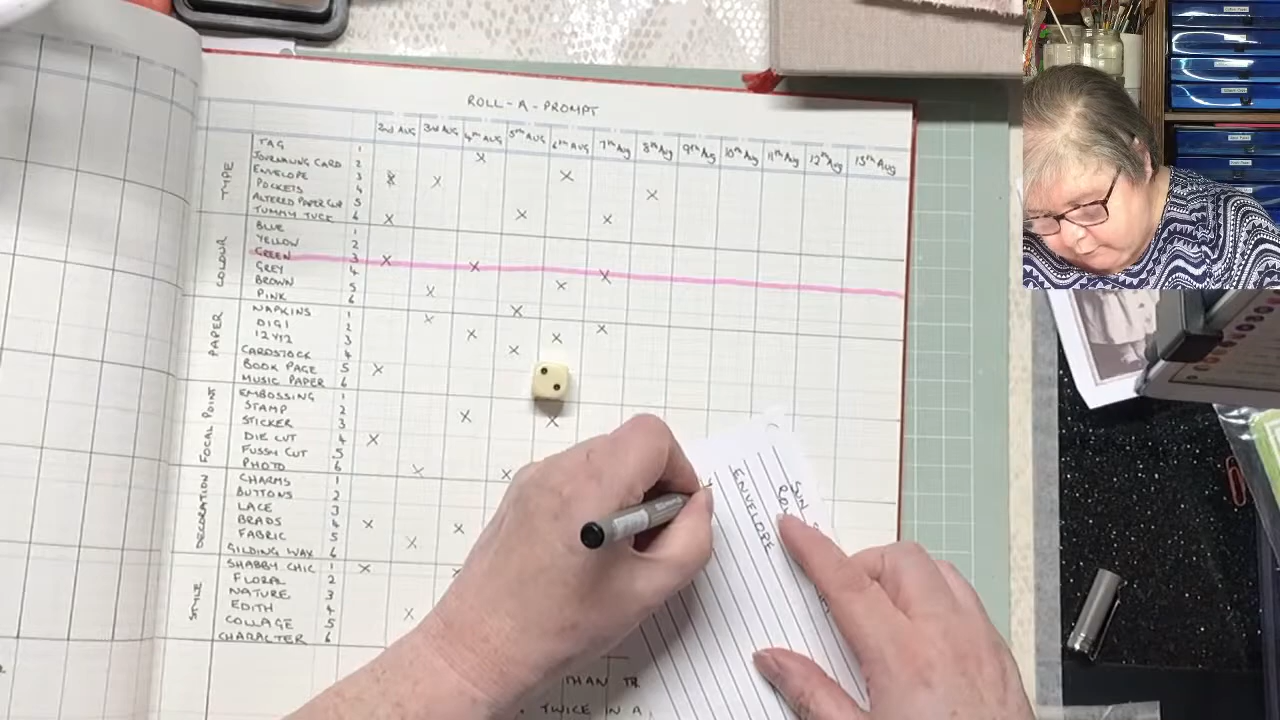 ROLL-A-PROMPT
2nd AUG 3rd AUG 4th AUG 5th AUG 6th AUG 7th Aug 8th Aug 9th Aug 10th Aug 11th Aug 12th Aug 13th Aug
TYPE
TAG 1
JOURNALING CARD 2
ENVELOPE 3
POCKETS 4
ALTERED PAPER CLIP 5
TUMMY TUCK 6
COLOUR
BLUE 1
YELLOW 2
GREEN 3
GREY 4
BROWN 5
PINK 6
PAPER
NAPKINS 1
DIGI 2
12x12 3
CARDSTOCK 4
BOOK PAGE 5
MUSIC PAPER 6
FOCAL POINT
EMBOSSING 1
STAMP 2
STICKER 3
DIE CUT 4
FUSSY CUT 5
PHOTO 6
DECORATION
CHARMS 1
BUTTONS 2
LACE 3
BRADS 4
FABRIC 5
GILDING WAX 6
STYLE
SHABBY CHIC 1
FLORAL 2
NATURE 3
EDITH 4
COLLAGE 5
CHARACTER 6
SUN
ENVELOPE
THAN
TWICE IN A